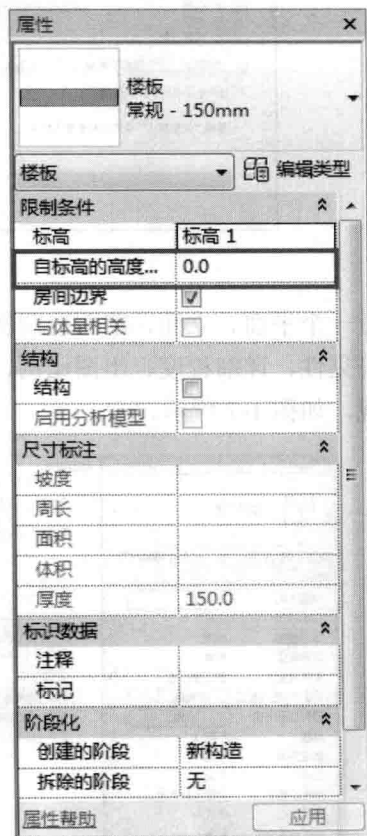 属性
楼板
常规 - 150mm
楼板 编辑类型
限制条件
标高 标高 1
自标高的高度... 0.0
房间边界
与体量相关
结构
结构
启用分析模型
尺寸标注
坡度
周长
面积
体积
厚度 150.0
标识数据
注释
标记
阶段化
创建的阶段 新构造
拆除的阶段 无
属性帮助 应用